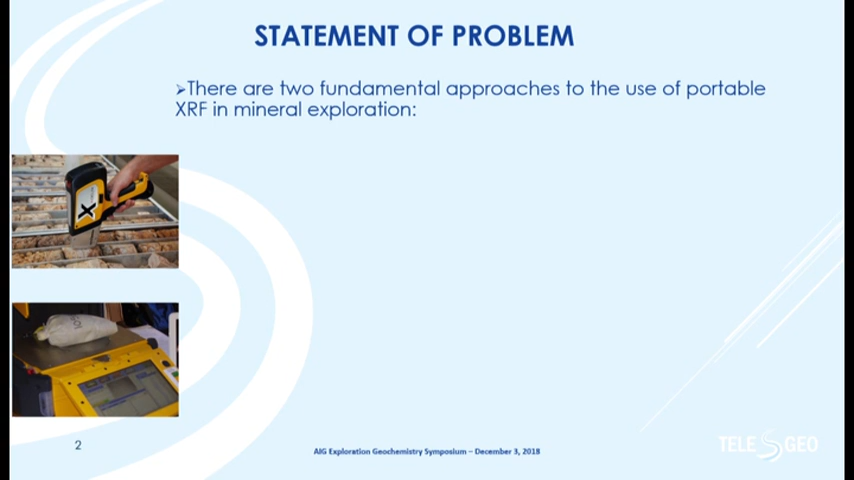 STATEMENT OF PROBLEM
➢There are two fundamental approaches to the use of portable
XRF in mineral exploration:
X
2
AIG Exploration Geochemistry Symposium – December 3, 2018
TELE GEO